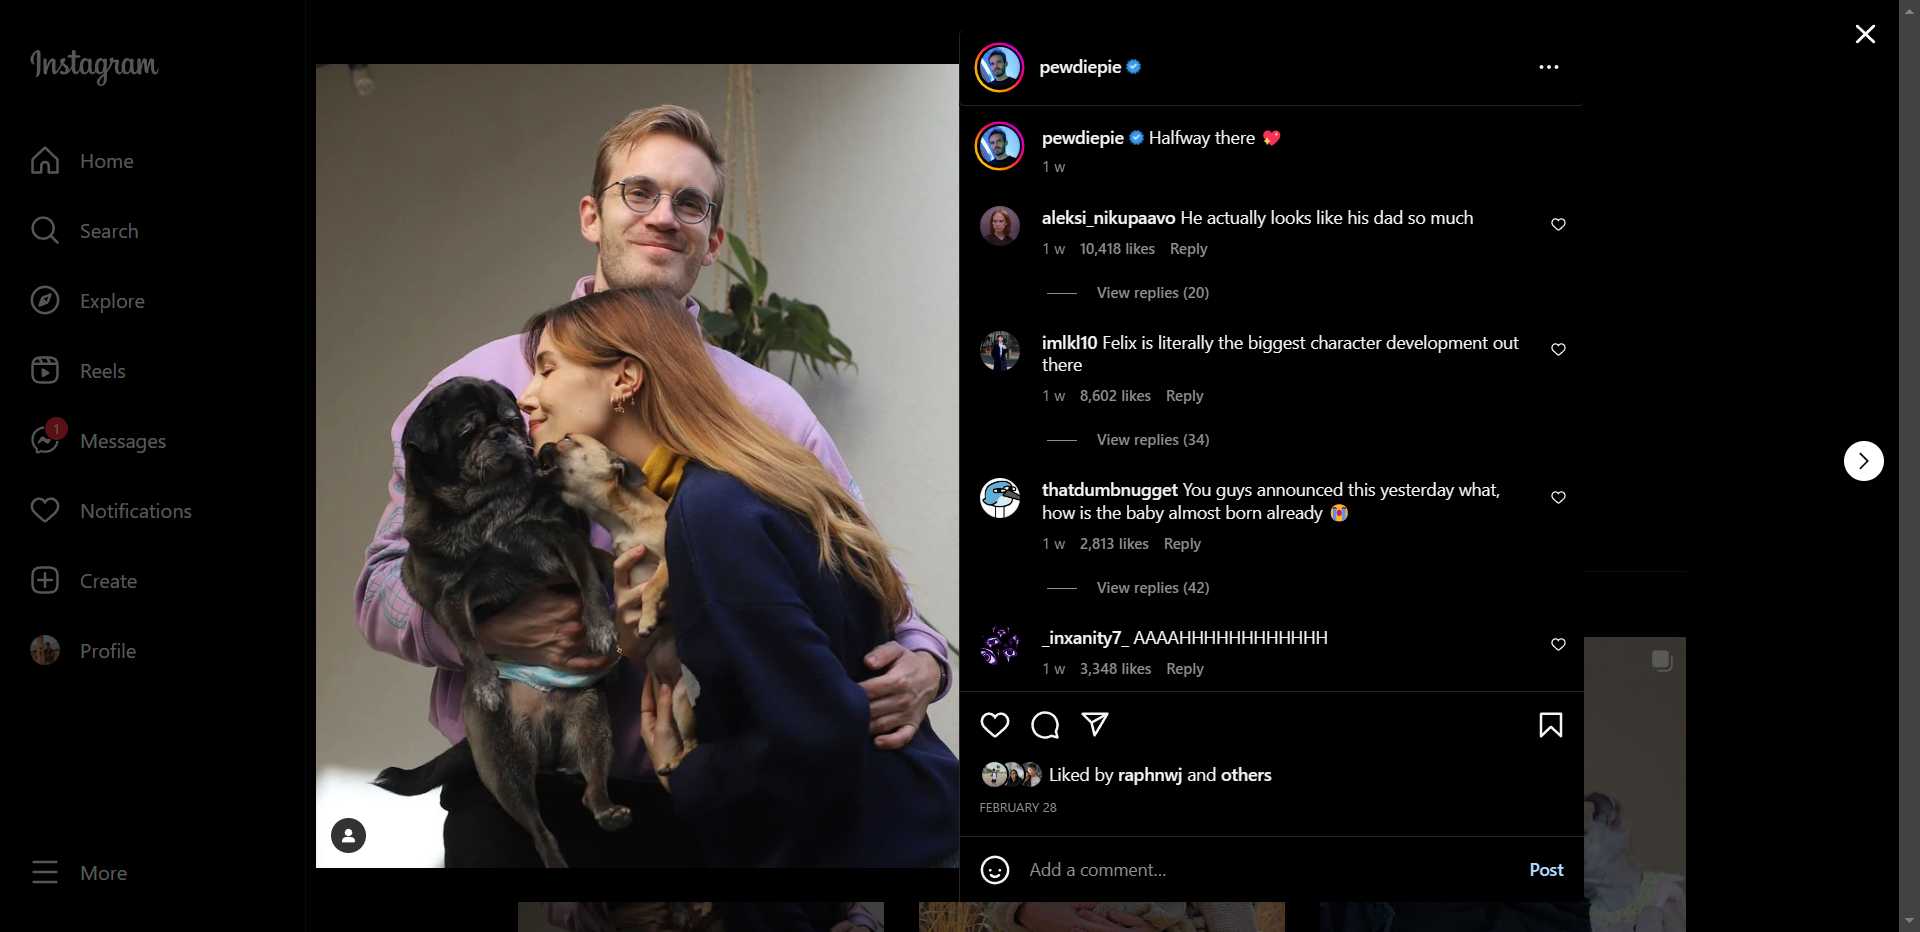 Instagram
Home
Search
Explore
Reels
1
Messages
Notifications
Create
Profile
More
pewdiepie
pewdiepie Halfway there 💖
1 w
aleksi_nikupaavo He actually looks like his dad so much
1 w 10,418 likes Reply
View replies (20)
imlkl10 Felix is literally the biggest character development out
there
1 w 8,602 likes Reply
View replies (34)
thatdumbnugget You guys announced this yesterday what,
how is the baby almost born already 😭
1 w 2,813 likes Reply
View replies (42)
_inxanity7_ AAAAHHHHHHHHHHHH
1 w 3,348 likes Reply
Liked by raphnwj and others
FEBRUARY 28
Add a comment...
Post